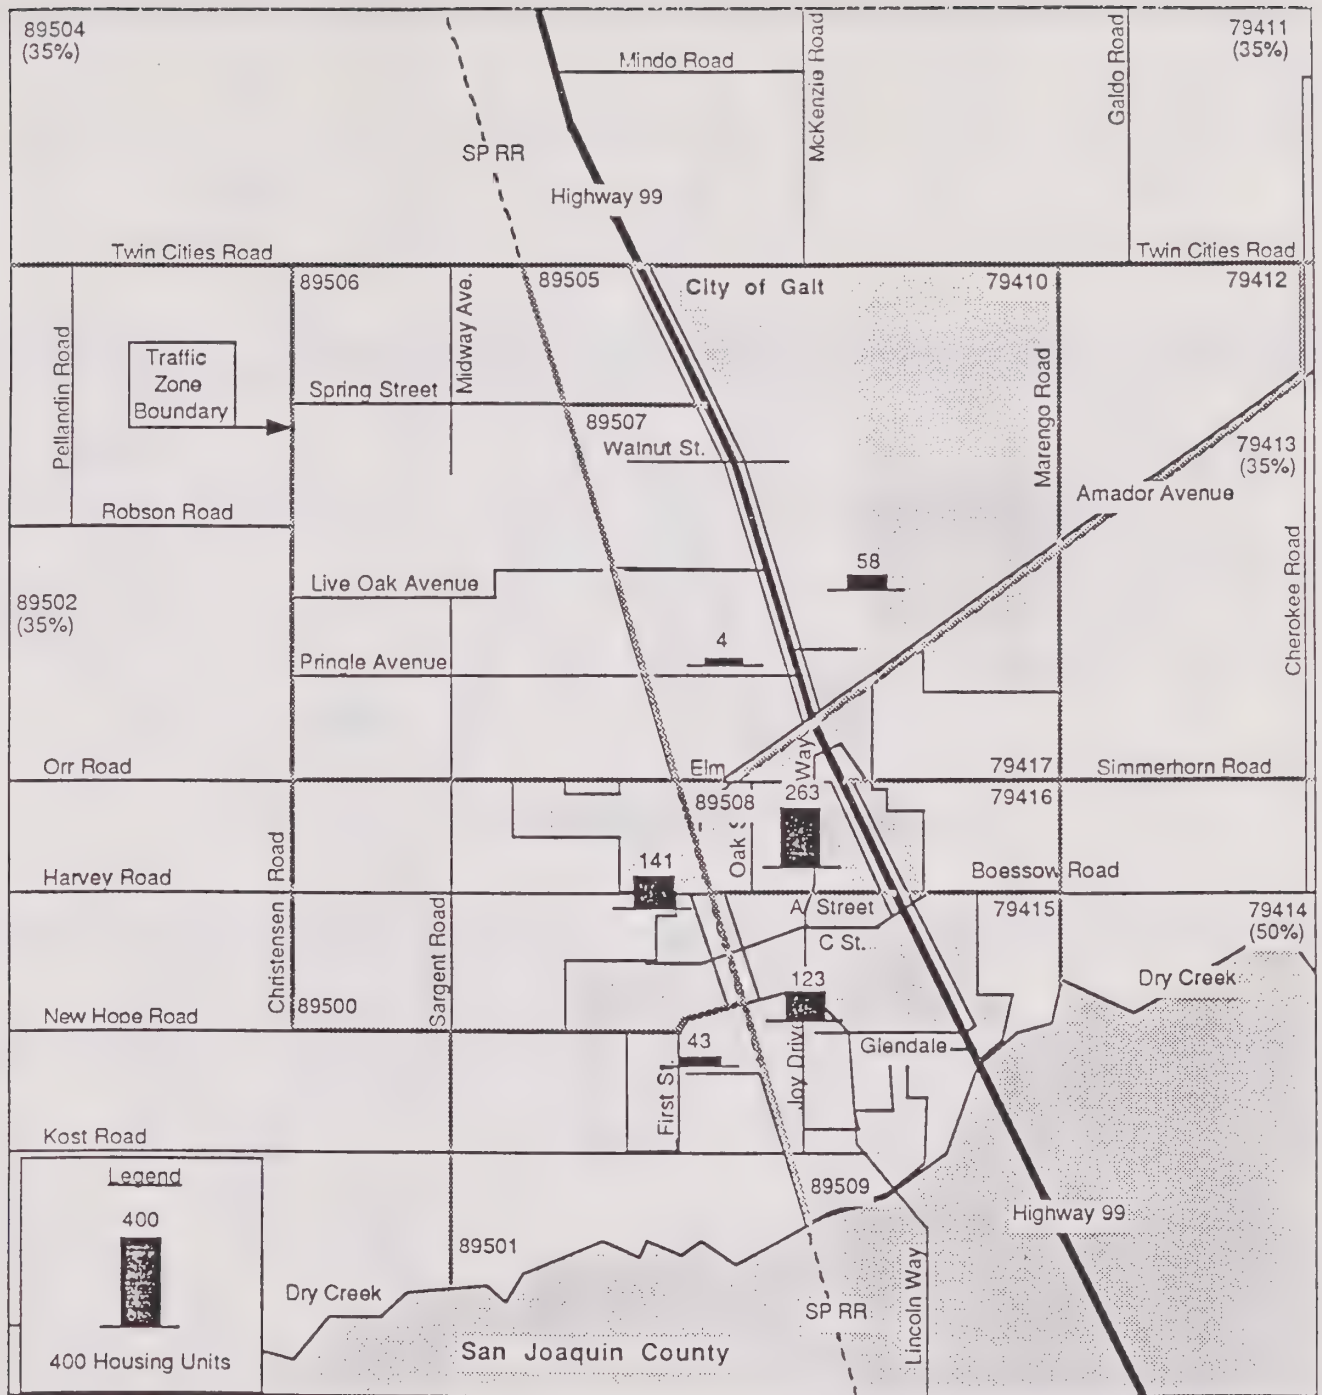 89504
(35%)
79411
(35%)
Mindo Road
McKenzie Road
Galdo Road
SP RR
Highway 99
Twin Cities Road
Twin Cities Road
89506
89505
City of Galt
79410
79412
Pellandin Road
Traffic
Zone
Boundary
Midway Ave.
Spring Street
89507
Walnut St.
Marengo Road
79413
(35%)
Amador Avenue
Robson Road
Cherokee Road
58
Live Oak Avenue
89502
(35%)
4
Pringle Avenue
Orr Road
Elm
Way
79417
Simmerhorn Road
89508
263
79416
Oak S
141
Harvey Road
Boessow Road
Christensen Road
Sargent Road
A Street
79415
79414
(50%)
C St.
Dry Creek
123
89500
New Hope Road
43
Glendale
First St.
Joy Drive
Kost Road
Legend
400
400 Housing Units
89509
Highway 99
89501
Dry Creek
SP RR
Lincoln Way
San Joaquin County